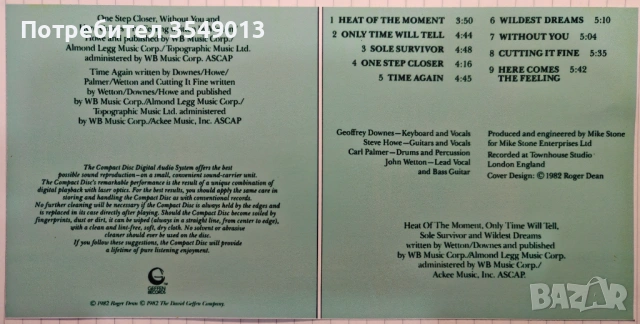 Потребителска снимка
One Step Closer, Without You and
Howe and published by WB Music Corp./
Almond Legg Music Corp./ Topographic Music Ltd.
administered by WB Music Corp. ASCAP
Time Again written by Downes/Howe/
Palmer/Wetton and Cutting It Fine written
by Wetton/Downes/Howe and published
by WB Music Corp./Almond Legg Music Corp./
Topographic Music Ltd. administered
by WB Music Corp./Ackee Music, Inc. ASCAP
The Compact Disc Digital Audio System offers the best
possible sound reproduction—on a small, convenient sound-carrier unit.
The Compact Disc's remarkable performance is the result of a unique combination of
digital playback with laser optics. For the best results, you should apply the same care in
storing and handling the Compact Disc as with conventional records.
No further cleaning will be necessary if the Compact Disc is always held by the edges and
is replaced in its case directly after playing. Should the Compact Disc become soiled by
fingerprints, dust or dirt, it can be wiped (always in a straight line, from center to edge),
with a clean and lint-free, soft, dry cloth. No solvent or abrasive
cleaner should ever be used on the disc.
If you follow these suggestions, the Compact Disc will provide
a lifetime of pure listening enjoyment.
GEFFEN
RECORDS
© 1982 Roger Dean © 1982 The David Geffen Company.
1 HEAT OF THE MOMENT 3:50
2 ONLY TIME WILL TELL 4:44
3 SOLE SURVIVOR 4:48
4 ONE STEP CLOSER 4:16
5 TIME AGAIN 4:45
6 WILDEST DREAMS 5:10
7 WITHOUT YOU 5:04
8 CUTTING IT FINE 5:35
9 HERE COMES 5:42
THE FEELING
Geoffrey Downes—Keyboard and Vocals
Steve Howe—Guitars and Vocals
Carl Palmer—Drums and Percussion
John Wetton—Lead Vocal
and Bass Guitar
Produced and engineered by Mike Stone
for Mike Stone Enterprises Ltd
Recorded at Townhouse Studio
London England
Cover Design: © 1982 Roger Dean
Heat Of The Moment, Only Time Will Tell,
Sole Survivor and Wildest Dreams
written by Wetton/Downes and published
by WB Music Corp./Almond Legg Music Corp.
administered by WB Music Corp./
Ackee Music, Inc. ASCAP.
bazar
БГ